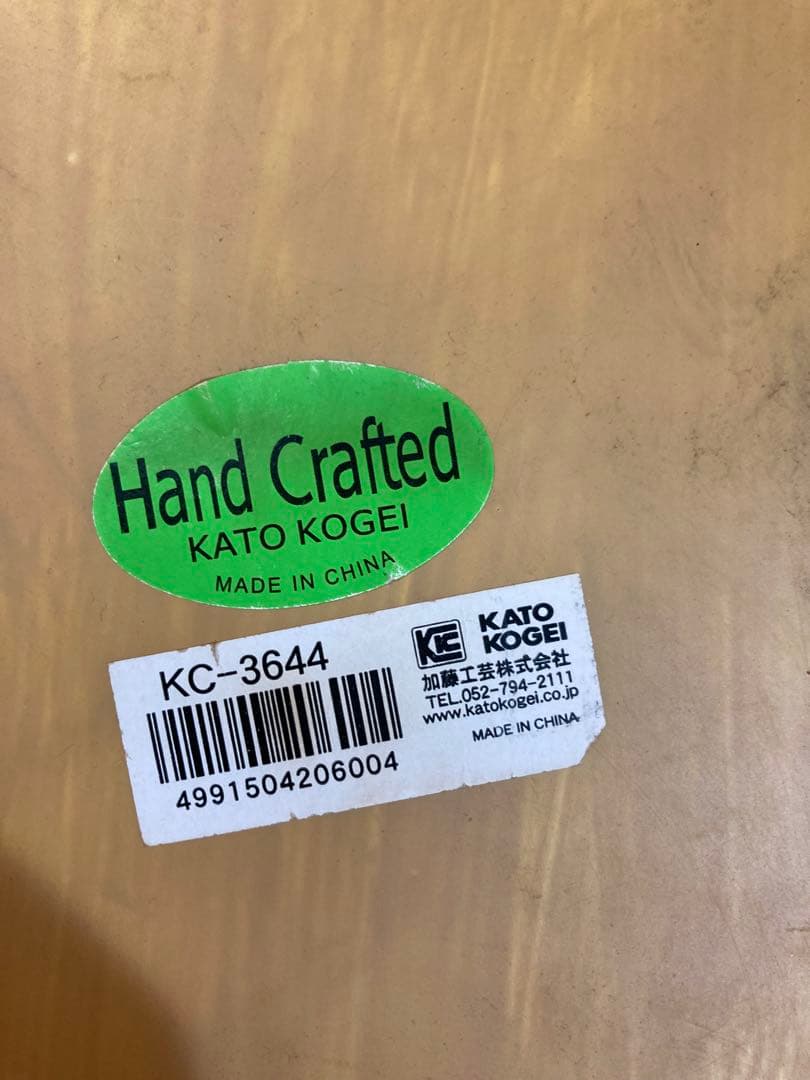 Hand Crafted
KATO KOGEI
MADE IN CHINA
KC-3644
4991504206004
KC KATO
KOGEI
加藤工芸株式会社
TEL.052-794-2111
www.katokogei.co.jp
MADE IN CHINA